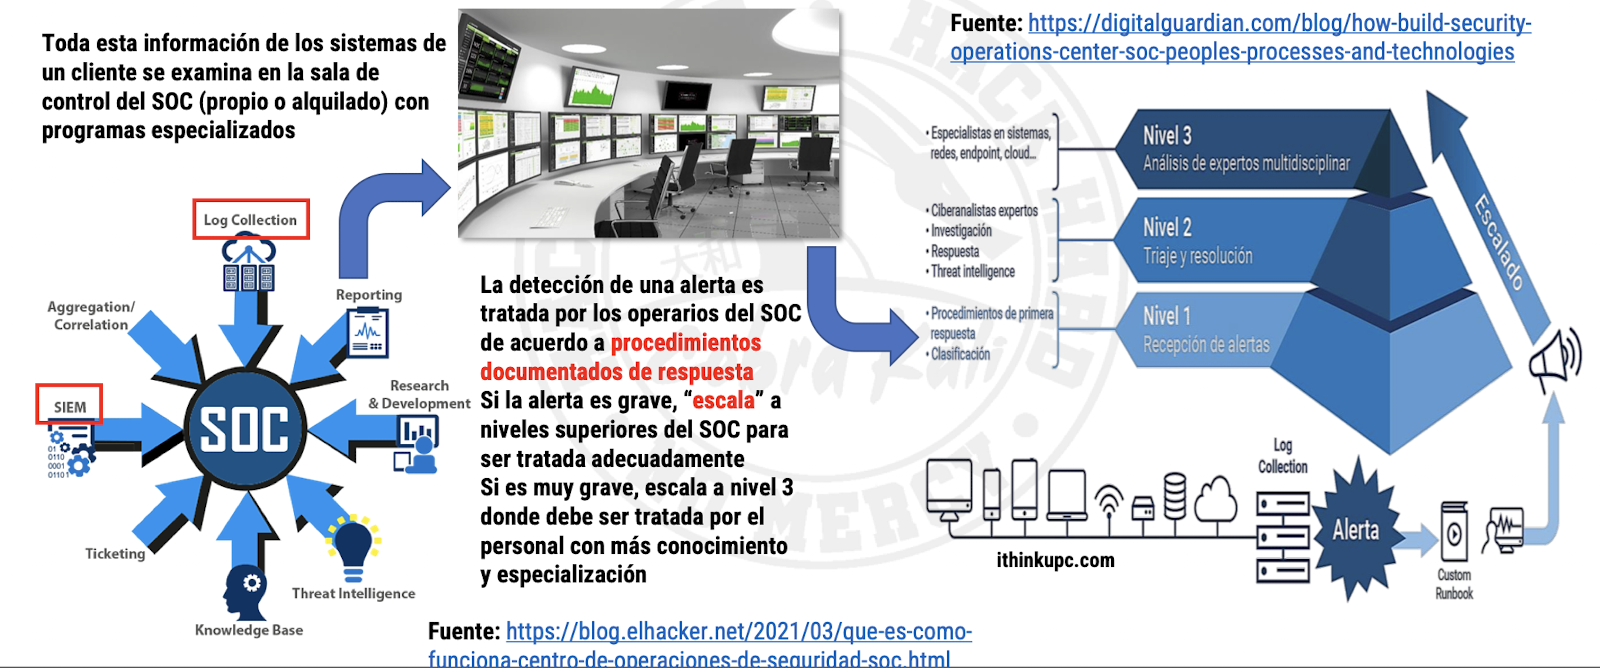 Toda esta información de los sistemas de
un cliente se examina en la sala de
control del SOC (propio o alquilado) con
programas especializados
Log Collection
Reporting
Aggregation/
Correlation
Research
& Development
SIEM
SOC
01
0110
0001
01101
Ticketing
Threat Intelligence
Knowledge Base
La detección de una alerta es
tratada por los operarios del SOC
de acuerdo a procedimientos
documentados de respuesta
Si la alerta es grave, “escala” a
niveles superiores del SOC para
ser tratada adecuadamente
Si es muy grave, escala a nivel 3
donde debe ser tratada por el
personal con más conocimiento
y especialización
Fuente: https://blog.elhacker.net/2021/03/que-es-como-
funciona-centro-de-operaciones-de-seguridad-soc.html
Fuente: https://digitalguardian.com/blog/how-build-security-
operations-center-soc-peoples-processes-and-technologies
• Especialistas en sistemas,
redes, endpoint, cloud...
Nivel 3
Análisis de expertos multidisciplinar
• Ciberanalistas expertos
• Investigación
• Respuesta
• Threat intelligence
Nivel 2
Triaje y resolución
• Procedimientos de primera
respuesta
• Clasificación
Nivel 1
Recepción de alertas
Escalado
Log
Collection
Alerta
Custom
Runbook
ithinkupc.com
HACK HARD
MERCY
大和